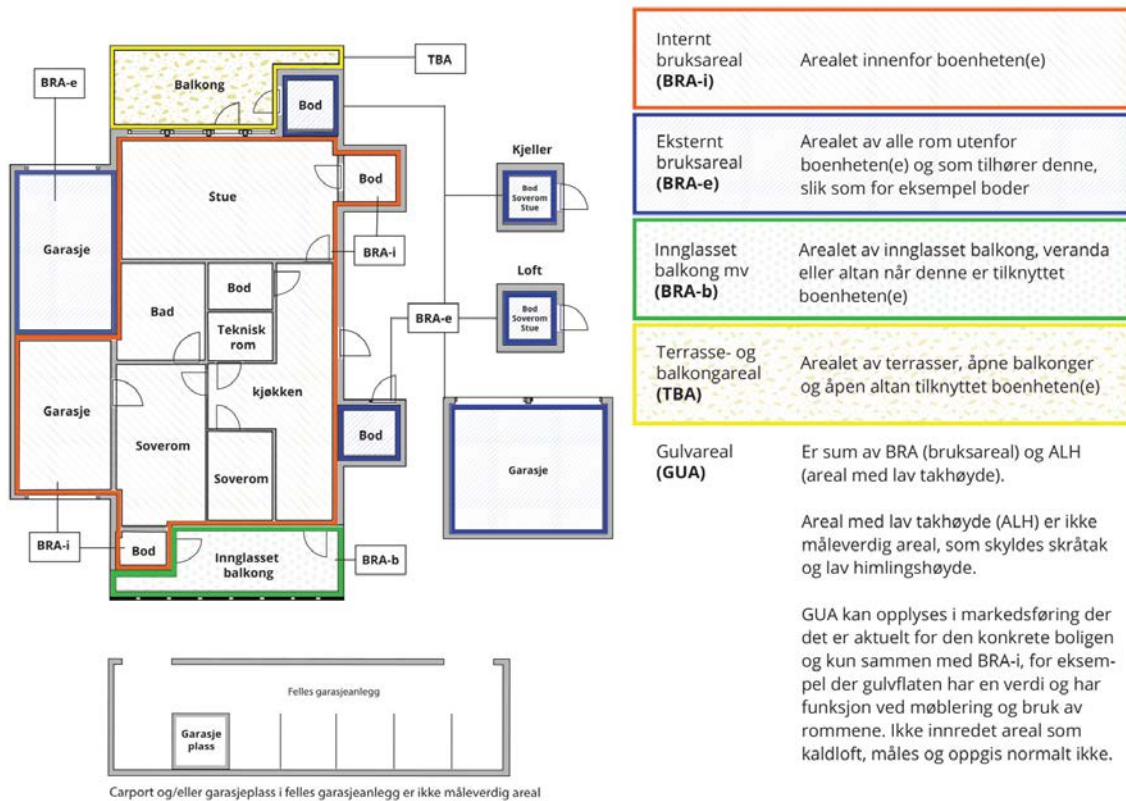 TBA
BRA-e
Balkong
Bod
Kjeller
Bod
Soverom
Stue
Stue
Bod
BRA-i
Garasje
Loft
Bod
Soverom
Stue
Bod
Bad
BRA-e
Teknisk
rom
kjøkken
Garasje
Bod
Soverom
Soverom
Garasje
BRA-i
Bod
Innglasset
balkong
BRA-b
Felles garasjeanlegg
Garasje
plass
Carport og/eller garasjeplass i felles garasjeanlegg er ikke måleverdig areal
Internt
bruksareal
(BRA-i)
Arealet innenfor boenheten(e)
Eksternt
bruksareal
(BRA-e)
Arealet av alle rom utenfor
boenheten(e) og som tilhører denne,
slik som for eksempel boder
Innglasset
balkong mv
(BRA-b)
Arealet av innglasset balkong, veranda
eller altan når denne er tilknyttet
boenheten(e)
Terrasse- og
balkongareal
(TBA)
Arealet av terrasser, åpne balkonger
og åpen altan tilknyttet boenheten(e)
Gulvareal
(GUA)
Er sum av BRA (bruksareal) og ALH
(areal med lav takhøyde).
Areal med lav takhøyde (ALH) er ikke
måleverdig areal, som skyldes skråtak
og lav himlingshøyde.
GUA kan opplyses i markedsføring der
det er aktuelt for den konkrete boligen
og kun sammen med BRA-i, for eksem-
pel der gulvflaten har en verdi og har
funksjon ved møblering og bruk av
rommene. Ikke innredet areal som
kaldloft, måles og oppgis normalt ikke.